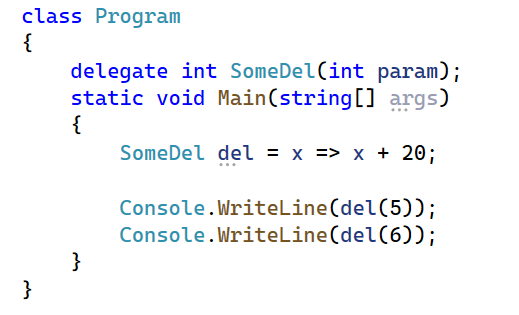 class Program
{
    delegate int SomeDel(int param);
    static void Main(string[] args)
    {
        SomeDel del = x => x + 20;

        Console.WriteLine(del(5));
        Console.WriteLine(del(6));
    }
}